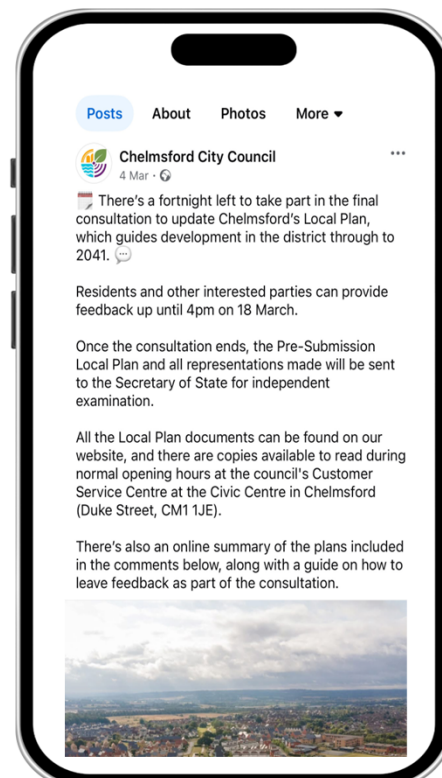 Posts About Photos More
Chelmsford City Council
4 Mar
There’s a fortnight left to take part in the final
consultation to update Chelmsford’s Local Plan,
which guides development in the district through to
2041.
Residents and other interested parties can provide
feedback up until 4pm on 18 March.
Once the consultation ends, the Pre-Submission
Local Plan and all representations made will be sent
to the Secretary of State for independent
examination.
All the Local Plan documents can be found on our
website, and there are copies available to read during
normal opening hours at the council's Customer
Service Centre at the Civic Centre in Chelmsford
(Duke Street, CM1 1JE).
There’s also an online summary of the plans included
in the comments below, along with a guide on how to
leave feedback as part of the consultation.